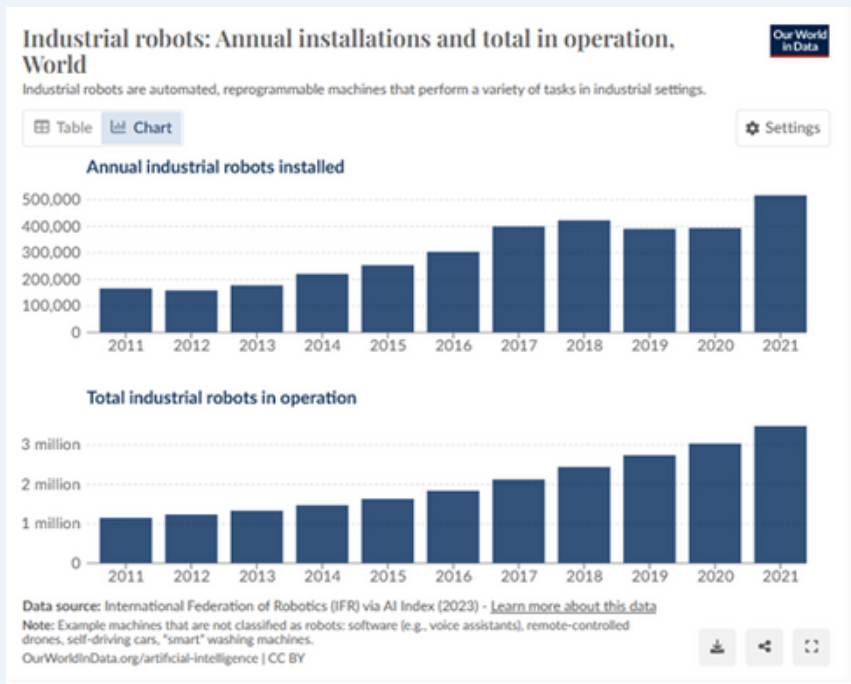 Industrial robots: Annual installations and total in operation,
World
Our World
in Data
Industrial robots are automated, reprogrammable machines that perform a variety of tasks in industrial settings.
Table
Chart
Settings
Annual industrial robots installed
500,000
400,000
300,000
200,000
100,000
0
2011 2012 2013 2014 2015 2016 2017 2018 2019 2020 2021
Total industrial robots in operation
3 million
2 million
1 million
0
2011 2012 2013 2014 2015 2016 2017 2018 2019 2020 2021
Data source: International Federation of Robotics (IFR) via AI Index (2023) - Learn more about this data
Note: Example machines that are not classified as robots: software (e.g., voice assistants), remote-controlled
drones, self-driving cars, "smart" washing machines.
OurWorldInData.org/artificial-intelligence | CC BY